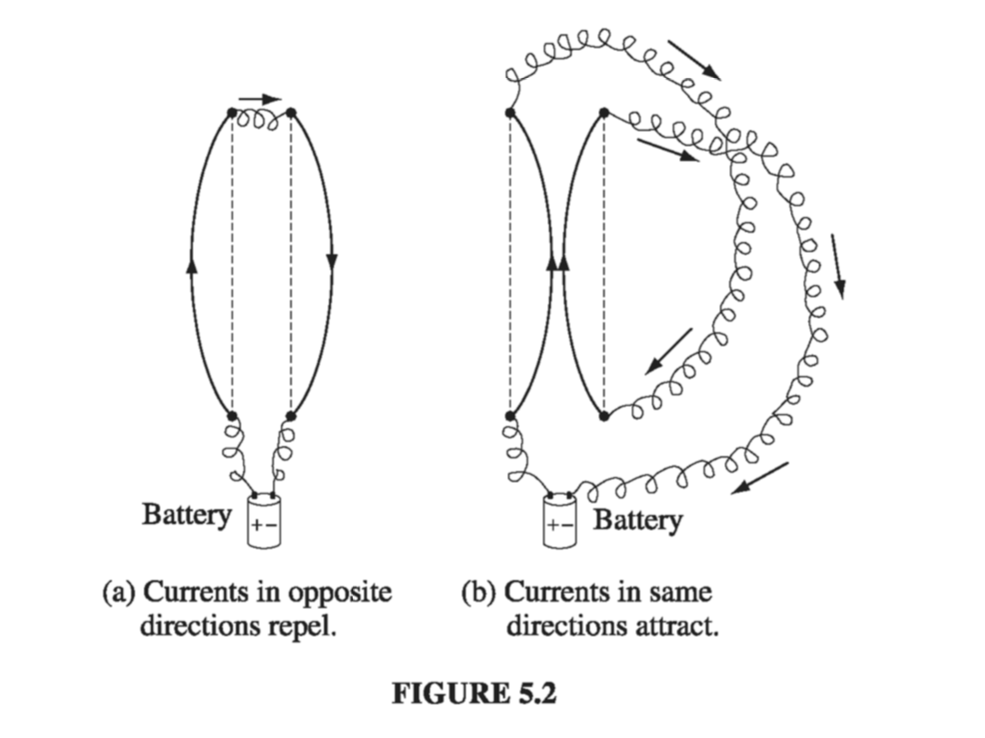 Battery
+-
+-
Battery
(a) Currents in opposite
directions repel.
(b) Currents in same
directions attract.
FIGURE 5.2